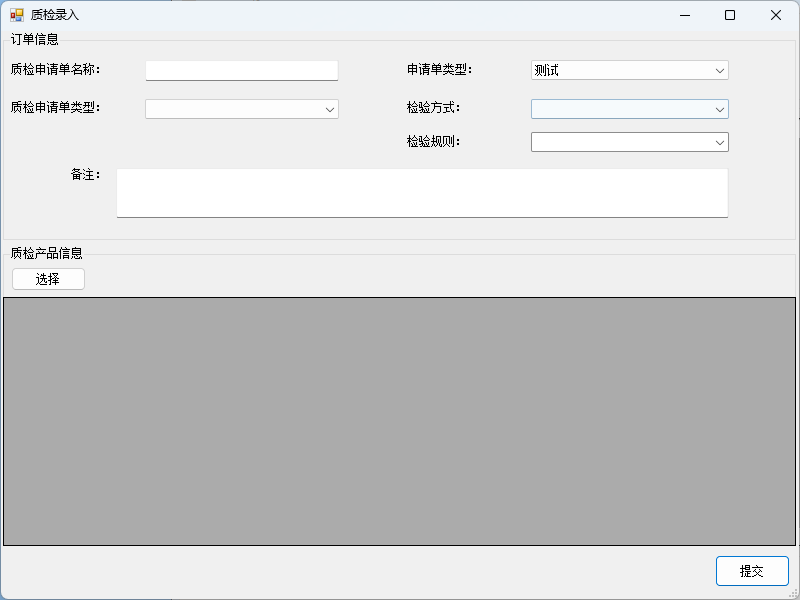 质检录入
订单信息
质检申请单名称：
申请单类型：
测试
质检申请单类型：
检验方式：
检验规则：
备注：
质检产品信息
选择
提交